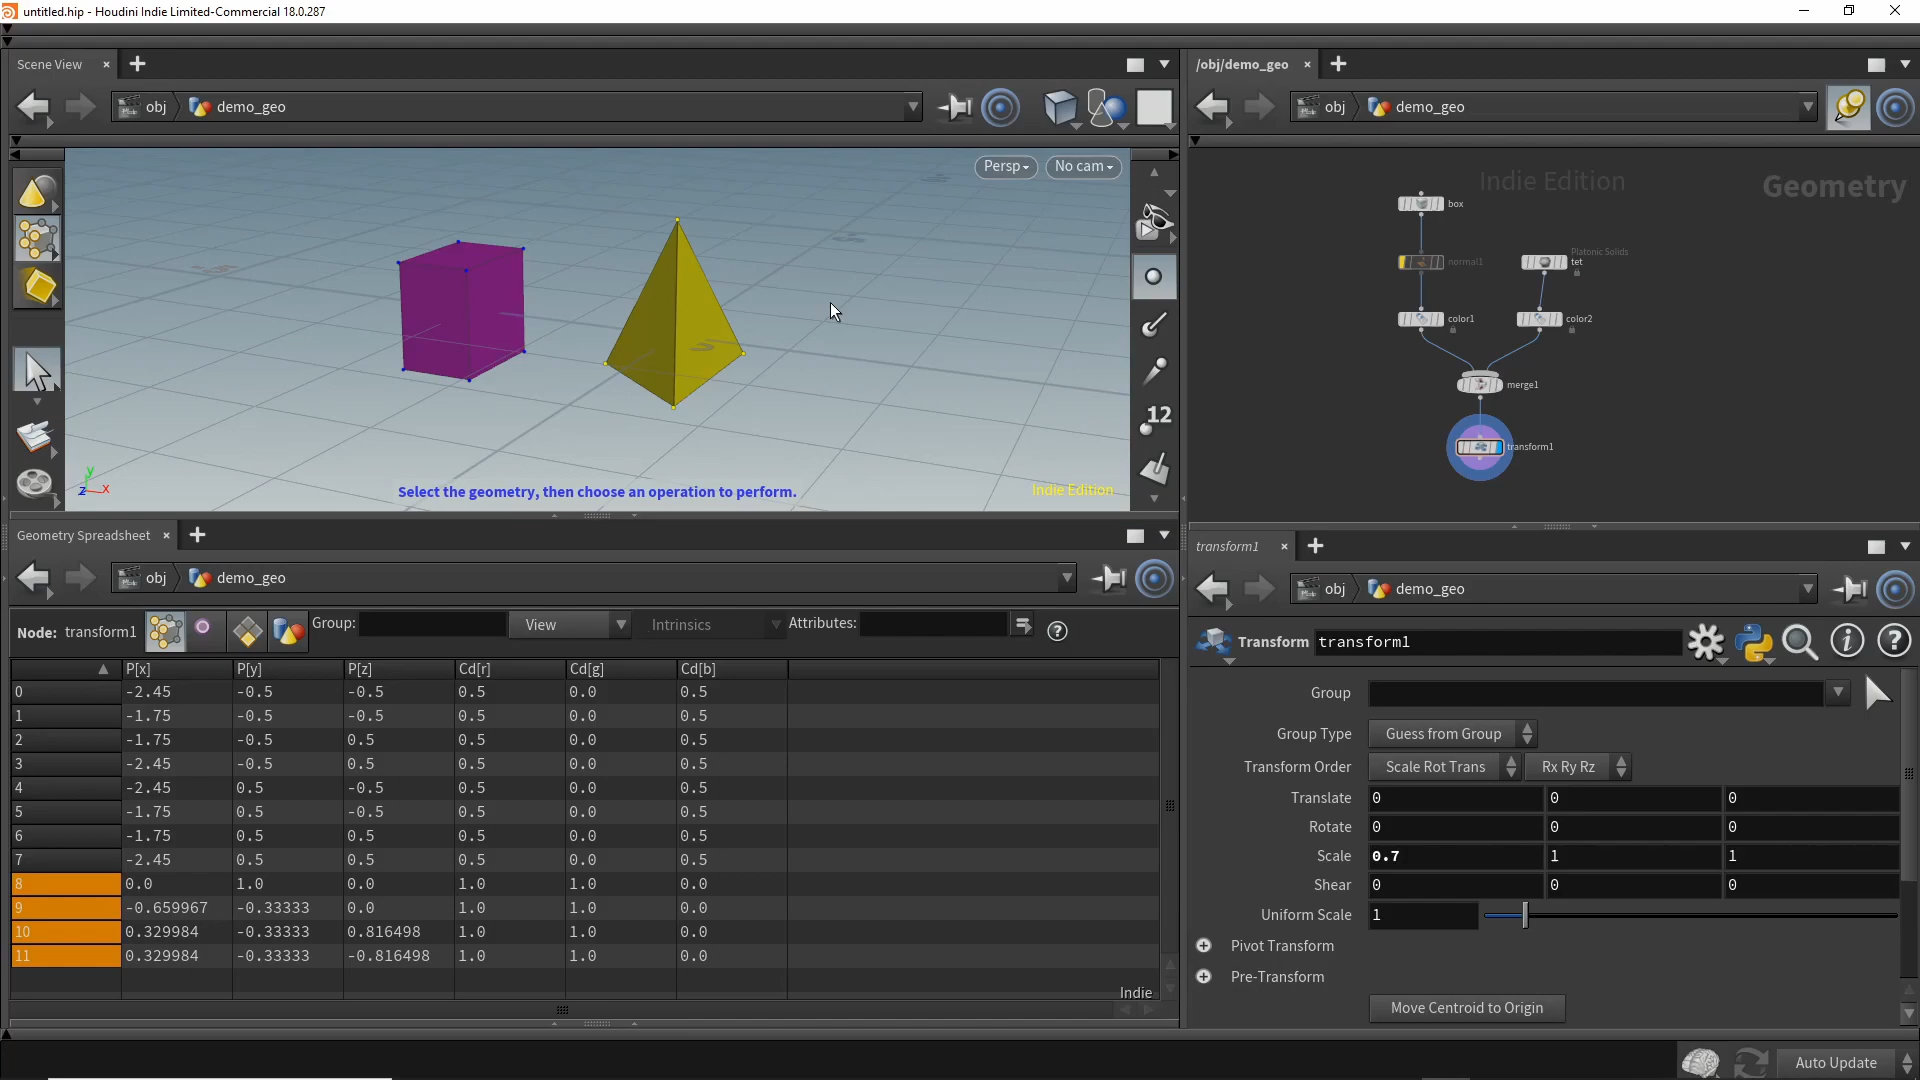 untitled.hip - Houdini Indie Limited-Commercial 18.0.287
Scene View
obj demo_geo
Persp No cam
Select the geometry, then choose an operation to perform.
Indie Edition
12
Geometry Spreadsheet
obj demo_geo
Node: transform1 Group: View Intrinsics Attributes:
P[x] P[y] P[z] Cd[r] Cd[g] Cd[b]
0 -2.45 -0.5 -0.5 0.5 0.0 0.5
1 -1.75 -0.5 -0.5 0.5 0.0 0.5
2 -1.75 -0.5 0.5 0.5 0.0 0.5
3 -2.45 -0.5 0.5 0.5 0.0 0.5
4 -2.45 0.5 -0.5 0.5 0.0 0.5
5 -1.75 0.5 -0.5 0.5 0.0 0.5
6 -1.75 0.5 0.5 0.5 0.0 0.5
7 -2.45 0.5 0.5 0.5 0.0 0.5
8 0.0 1.0 0.0 1.0 1.0 0.0
9 -0.659967 -0.33333 0.0 1.0 1.0 0.0
10 0.329984 -0.33333 0.816498 1.0 1.0 0.0
11 0.329984 -0.33333 -0.816498 1.0 1.0 0.0
Indie
/obj/demo_geo
obj demo_geo
Indie Edition
Geometry
box
normal1
Platonic Solids
tet
color1
color2
merge1
transform1
transform1
obj demo_geo
Transform transform1
Group
Group Type Guess from Group
Transform Order Scale Rot Trans Rx Ry Rz
Translate 0 0 0
Rotate 0 0 0
Scale 0.7 1 1
Shear 0 0 0
Uniform Scale 1
Pivot Transform
Pre-Transform
Move Centroid to Origin
Auto Update
y
z x